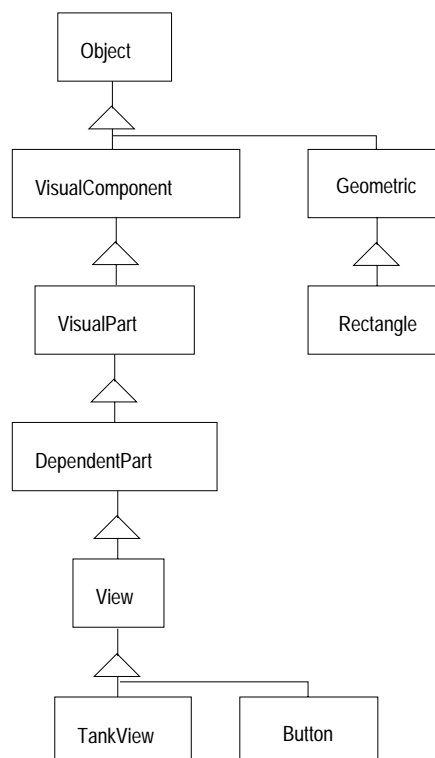 Object
VisualComponent
Geometric
VisualPart
Rectangle
DependentPart
View
TankView
Button